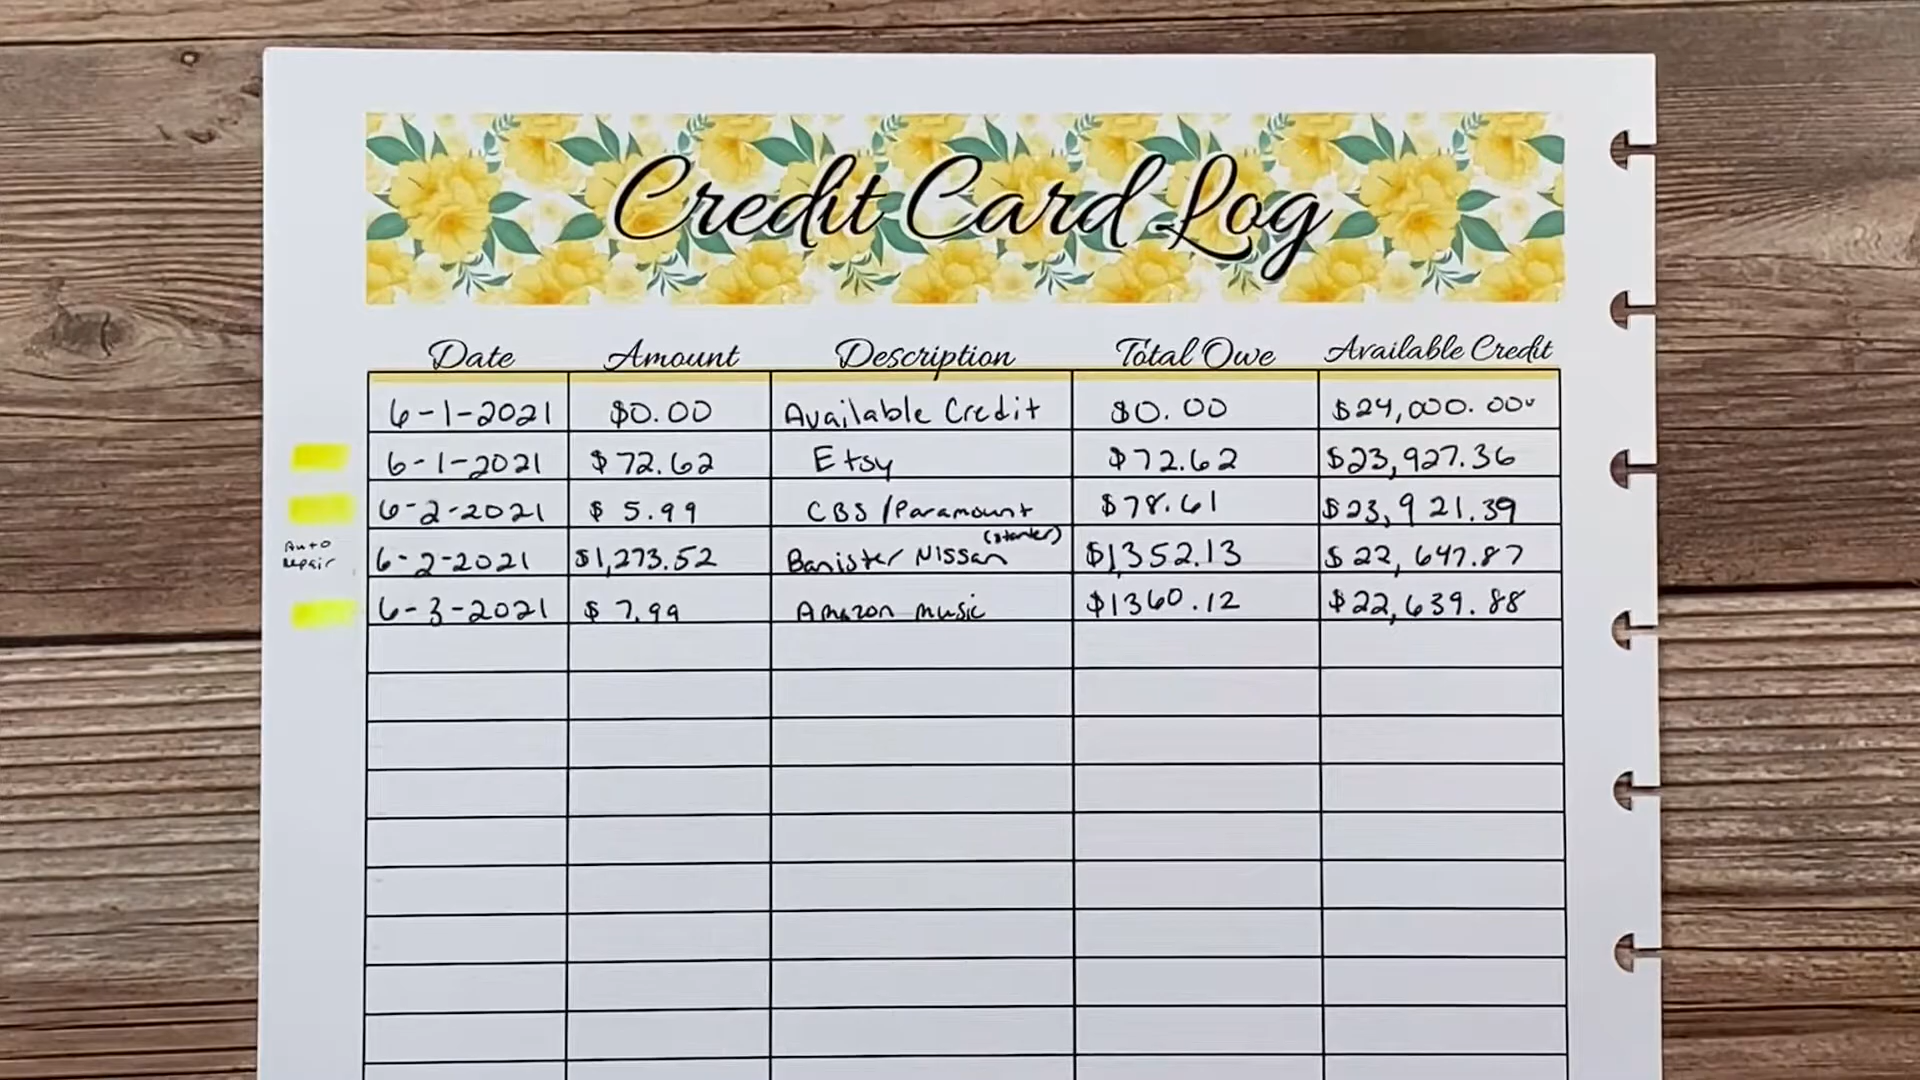 Credit Card Log
Date Amount Description Total Owe Available Credit
6-1-2021 $0.00 Available Credit $0.00 $24,000.00
6-1-2021 $72.62 Etsy $72.62 $23,927.36
6-2-2021 $5.99 CBS/Paramount $78.61 $23,921.39
(starter)
Auto Repair 6-2-2021 $1,273.52 Banister Nissan $1,352.13 $22,647.87
6-3-2021 $7.99 Amazon music $1360.12 $22,639.88